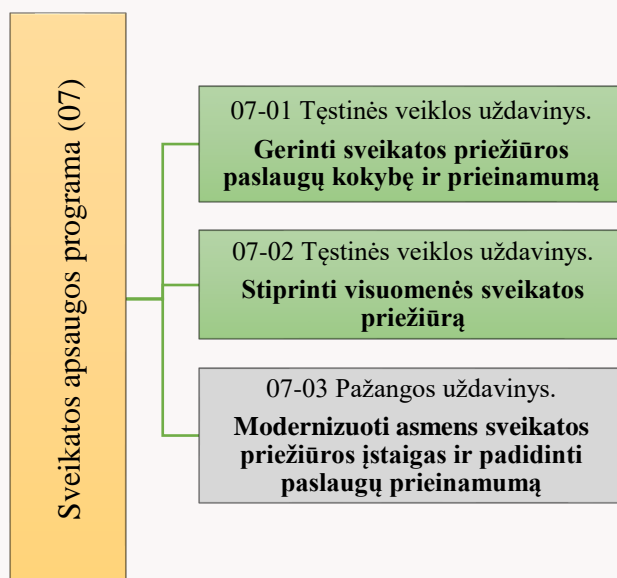 Sveikatos apsaugos programa (07)
07-01 Tęstinės veiklos uždavinys.
Gerinti sveikatos priežiūros
paslaugų kokybę ir prieinamumą
07-02 Tęstinės veiklos uždavinys.
Stiprinti visuomenės sveikatos
priežiūrą
07-03 Pažangos uždavinys.
Modernizuoti asmens sveikatos
priežiūros įstaigas ir padidinti
paslaugų prieinamumą